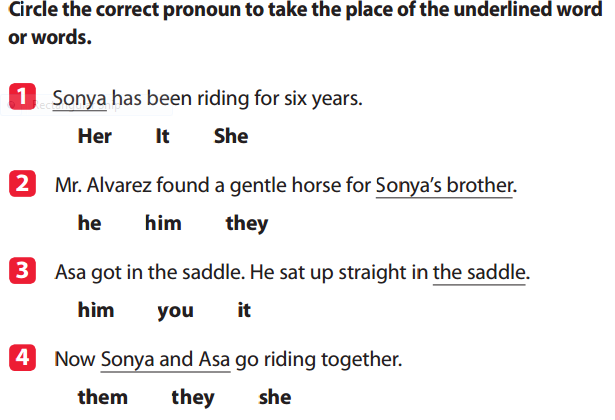 Circle the correct pronoun to take the place of the underlined word
or words.
1 Sonya has been riding for six years.
Her It She
2 Mr. Alvarez found a gentle horse for Sonya's brother.
he him they
3 Asa got in the saddle. He sat up straight in the saddle.
him you it
4 Now Sonya and Asa go riding together.
them they she